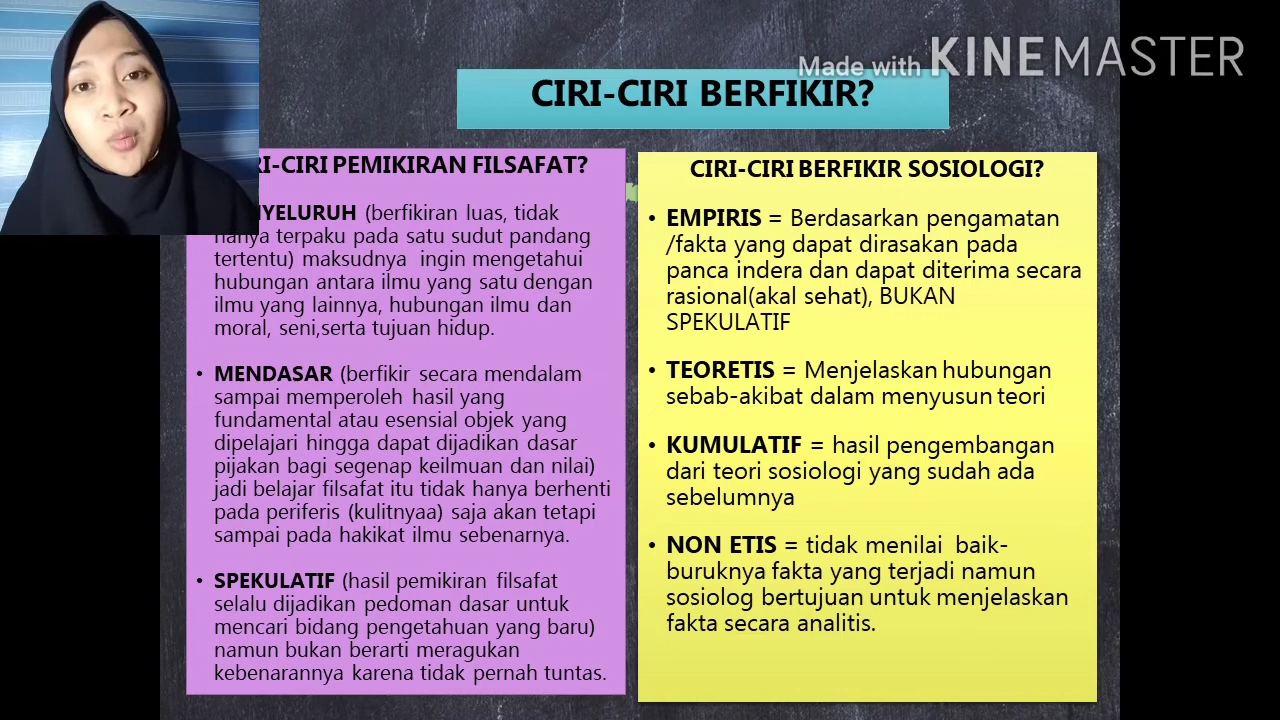 Made with KINEMASTER
CIRI-CIRI BERFIKIR?
RI-CIRI PEMIKIRAN FILSAFAT?
NYELURUH (berfikiran luas, tidak
hanya terpaku pada satu sudut pandang
tertentu) maksudnya ingin mengetahui
hubungan antara ilmu yang satu dengan
ilmu yang lainnya, hubungan ilmu dan
moral, seni,serta tujuan hidup.
• MENDASAR (berfikir secara mendalam
sampai memperoleh hasil yang
fundamental atau esensial objek yang
dipelajari hingga dapat dijadikan dasar
pijakan bagi segenap keilmuan dan nilai)
jadi belajar filsafat itu tidak hanya berhenti
pada periferis (kulitnyaa) saja akan tetapi
sampai pada hakikat ilmu sebenarnya.
• SPEKULATIF (hasil pemikiran filsafat
selalu dijadikan pedoman dasar untuk
mencari bidang pengetahuan yang baru)
namun bukan berarti meragukan
kebenarannya karena tidak pernah tuntas.
CIRI-CIRI BERFIKIR SOSIOLOGI?
• EMPIRIS = Berdasarkan pengamatan
/fakta yang dapat dirasakan pada
panca indera dan dapat diterima secara
rasional(akal sehat), BUKAN
SPEKULATIF
• TEORETIS = Menjelaskan hubungan
sebab-akibat dalam menyusun teori
• KUMULATIF = hasil pengembangan
dari teori sosiologi yang sudah ada
sebelumnya
• NON ETIS = tidak menilai baik-
buruknya fakta yang terjadi namun
sosiolog bertujuan untuk menjelaskan
fakta secara analitis.